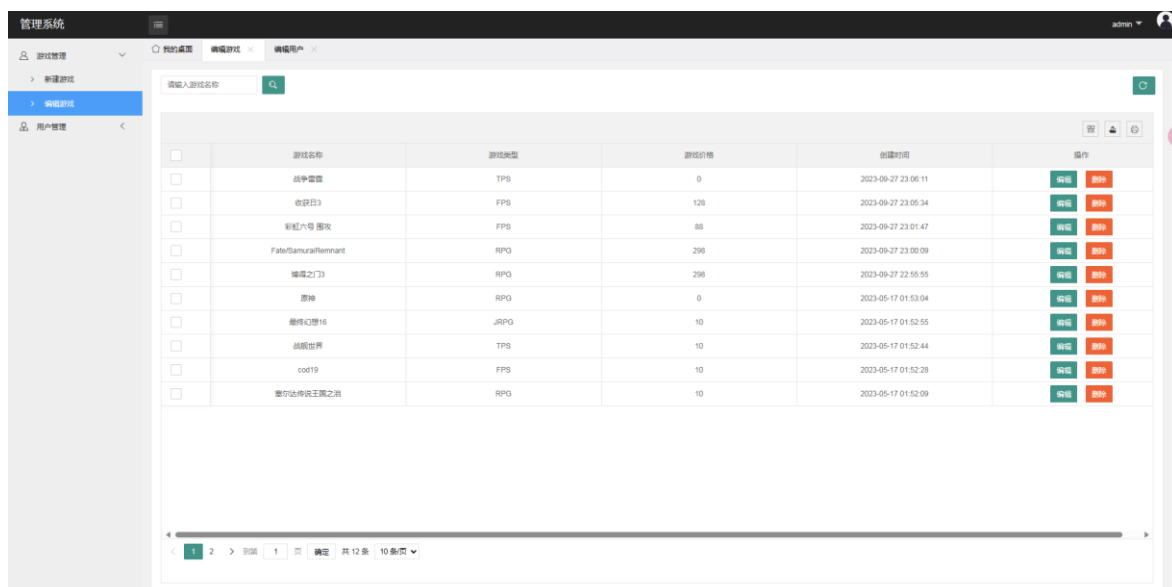 管理系统
admin
游戏管理
新建游戏
编辑游戏
用户管理
我的桌面 编辑游戏 编辑用户
请输入游戏名称
游戏名称 游戏类型 游戏价格 创建时间 操作
战争雷霆 TPS 0 2023-09-27 23:06:11 编辑 删除
收获日3 FPS 128 2023-09-27 23:05:34 编辑 删除
彩虹六号 围攻 FPS 88 2023-09-27 23:01:47 编辑 删除
Fate/SamuraiRemnant RPG 298 2023-09-27 23:00:09 编辑 删除
博得之门3 RPG 298 2023-09-27 22:55:55 编辑 删除
原神 RPG 0 2023-05-17 01:53:04 编辑 删除
最终幻想16 JRPG 10 2023-05-17 01:52:55 编辑 删除
战舰世界 TPS 10 2023-05-17 01:52:44 编辑 删除
cod19 FPS 10 2023-05-17 01:52:28 编辑 删除
塞尔达传说王国之泪 RPG 10 2023-05-17 01:52:09 编辑 删除
1 2 到第 1 页 确定 共 12 条 10 条/页